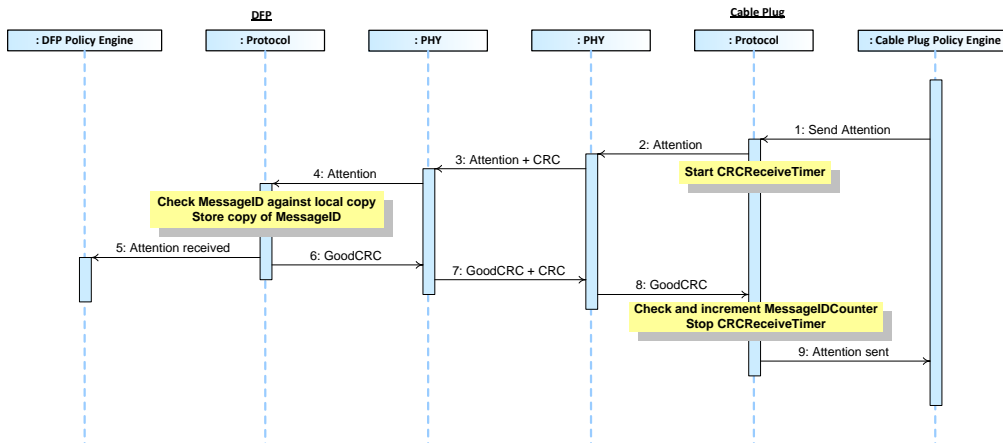 DFP
Cable Plug
: DFP Policy Engine
: Protocol
: PHY
: PHY
: Protocol
: Cable Plug Policy Engine
1: Send Attention
2: Attention
3: Attention + CRC
Start CRCReceiveTimer
4: Attention
Check MessageID against local copy
Store copy of MessageID
5: Attention received
6: GoodCRC
7: GoodCRC + CRC
8: GoodCRC
Check and increment MessageIDCounter
Stop CRCReceiveTimer
9: Attention sent